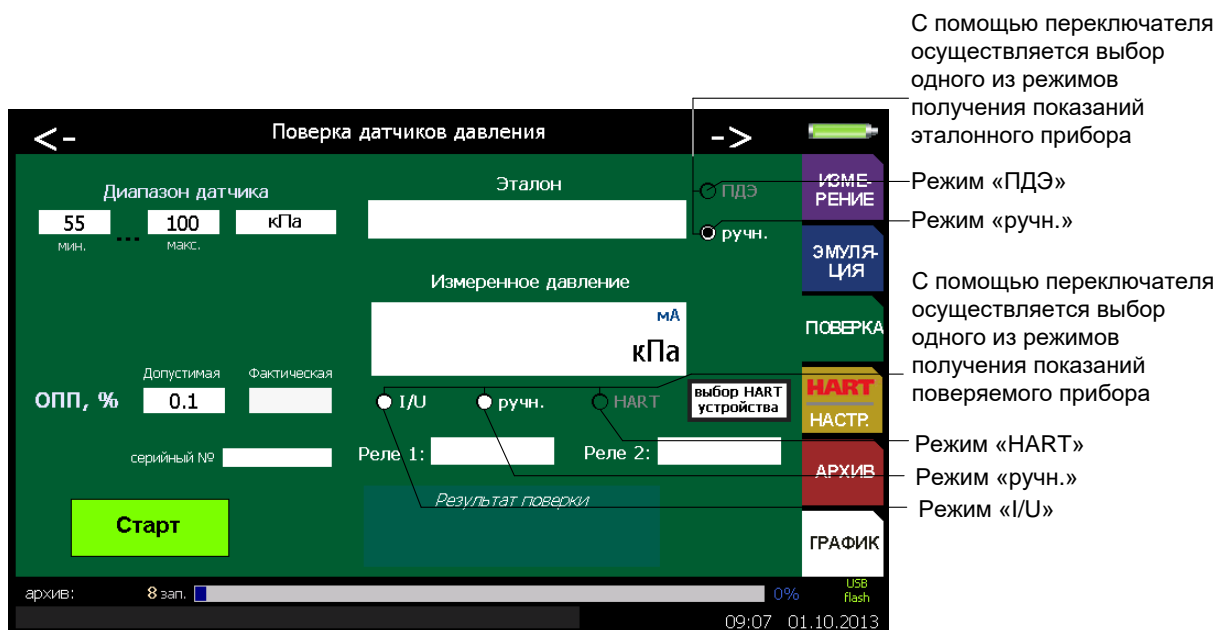 С помощью переключателя
осуществляется выбор
одного из режимов
получения показаний
эталонного прибора
<- Поверка датчиков давления ->
Диапазон датчика
55 ... 100 кПа
мин. макс.
Эталон
ПДЭ
ручн.
ИЗМЕ-
РЕНИЕ
Режим «ПДЭ»
Режим «ручн.»
ЭМУЛЯ-
ЦИЯ
Измеренное давление
мА
кПа
ПОВЕРКА
С помощью переключателя
осуществляется выбор
одного из режимов
получения показаний
поверяемого прибора
Допустимая Фактическая
ОПП, % 0.1
I/U ручн. HART
выбор HART
устройства
HART
НАСТР.
серийный №
Реле 1: Реле 2:
АРХИВ
Режим «HART»
Режим «ручн.»
Режим «I/U»
Старт
Результат поверки
ГРАФИК
архив: 8 зап. 0%
USB
flash
09:07 01.10.2013